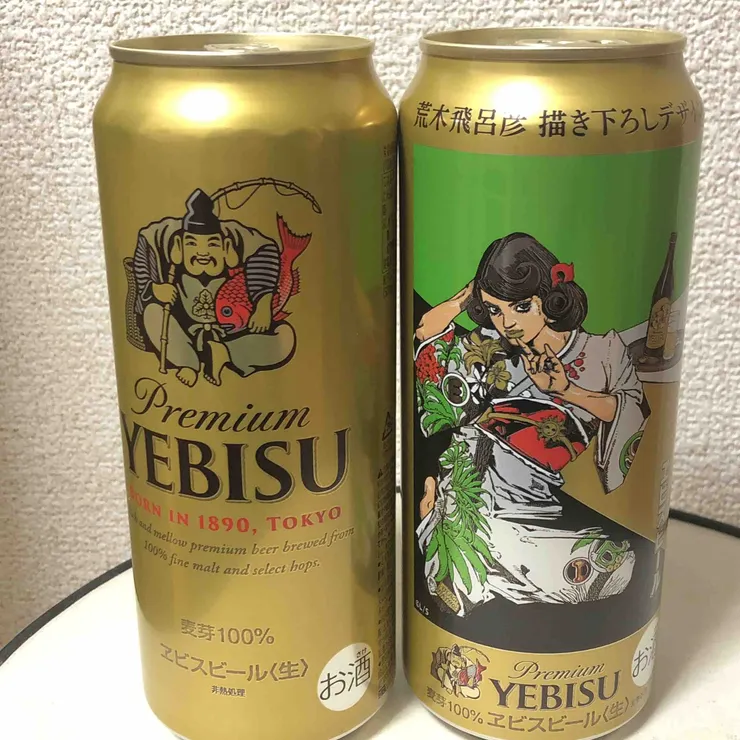 Premium
YEBISU
BORN IN 1890, TOKYO
and mellow premium beer brewed from
100% fine malt and select hops.
麦芽100%
ヱビスビール〈生〉
非熱処理
さけ
お酒
荒木飛呂彦 描き下ろしデザ
Premium
YEBISU
麦芽100% ヱビスビール〈生〉
お酒